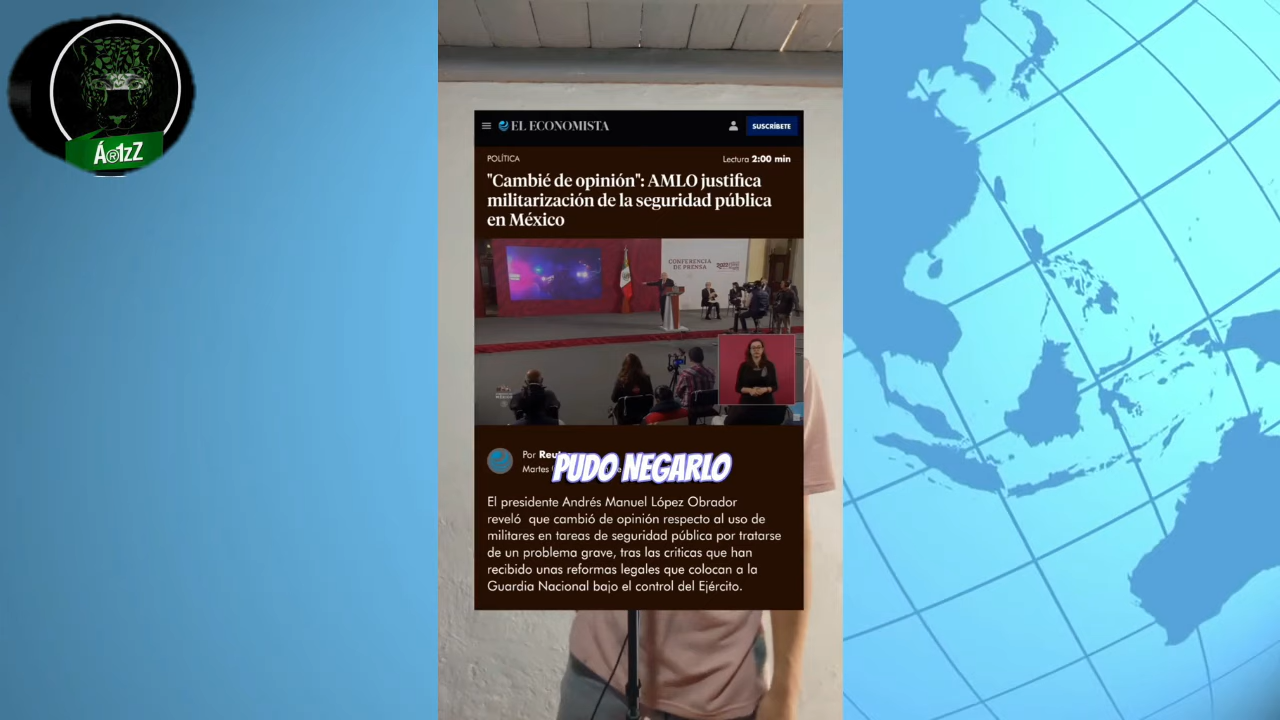 Á®1zZ
EL ECONOMISTA
SUSCRÍBETE
POLÍTICA
Lectura 2:00 min
"Cambié de opinión": AMLO justifica
militarización de la seguridad pública
en México
CONFERENCIA
DE PRENSA
Por
Martes
PUDO NEGARLO
El presidente Andrés Manuel López Obrador
reveló que cambió de opinión respecto al uso de
militares en tareas de seguridad pública por tratarse
de un problema grave, tras las criticas que han
recibido unas reformas legales que colocan a la
Guardia Nacional bajo el control del Ejército.